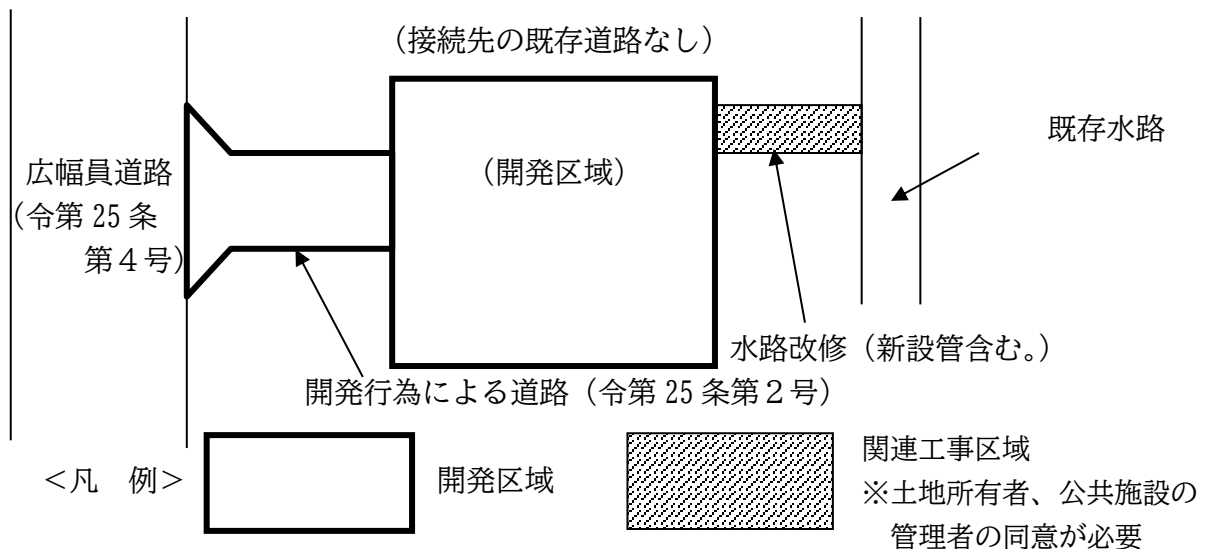 （接続先の既存道路なし）
既存水路
広幅員道路
（令第25条
第４号）
（開発区域）
水路改修（新設管含む。）
開発行為による道路（令第25条第２号）
＜凡　例＞
開発区域
関連工事区域
※土地所有者、公共施設の
管理者の同意が必要